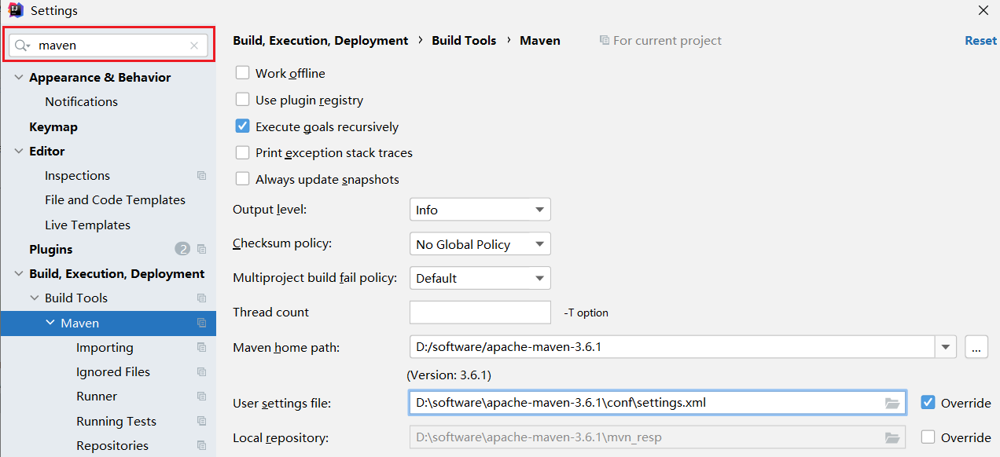 Settings
maven
Appearance & Behavior
Notifications
Keymap
Editor
Inspections
File and Code Templates
Live Templates
Plugins 2
Build, Execution, Deployment
Build Tools
Maven
Importing
Ignored Files
Runner
Running Tests
Repositories
Build, Execution, Deployment › Build Tools › Maven For current project Reset
Work offline
Use plugin registry
Execute goals recursively
Print exception stack traces
Always update snapshots
Output level: Info
Checksum policy: No Global Policy
Multiproject build fail policy: Default
Thread count -T option
Maven home path: D:/software/apache-maven-3.6.1 ...
(Version: 3.6.1)
User settings file: D:\software\apache-maven-3.6.1\conf\settings.xml Override
Local repository: D:\software\apache-maven-3.6.1\mvn_resp Override